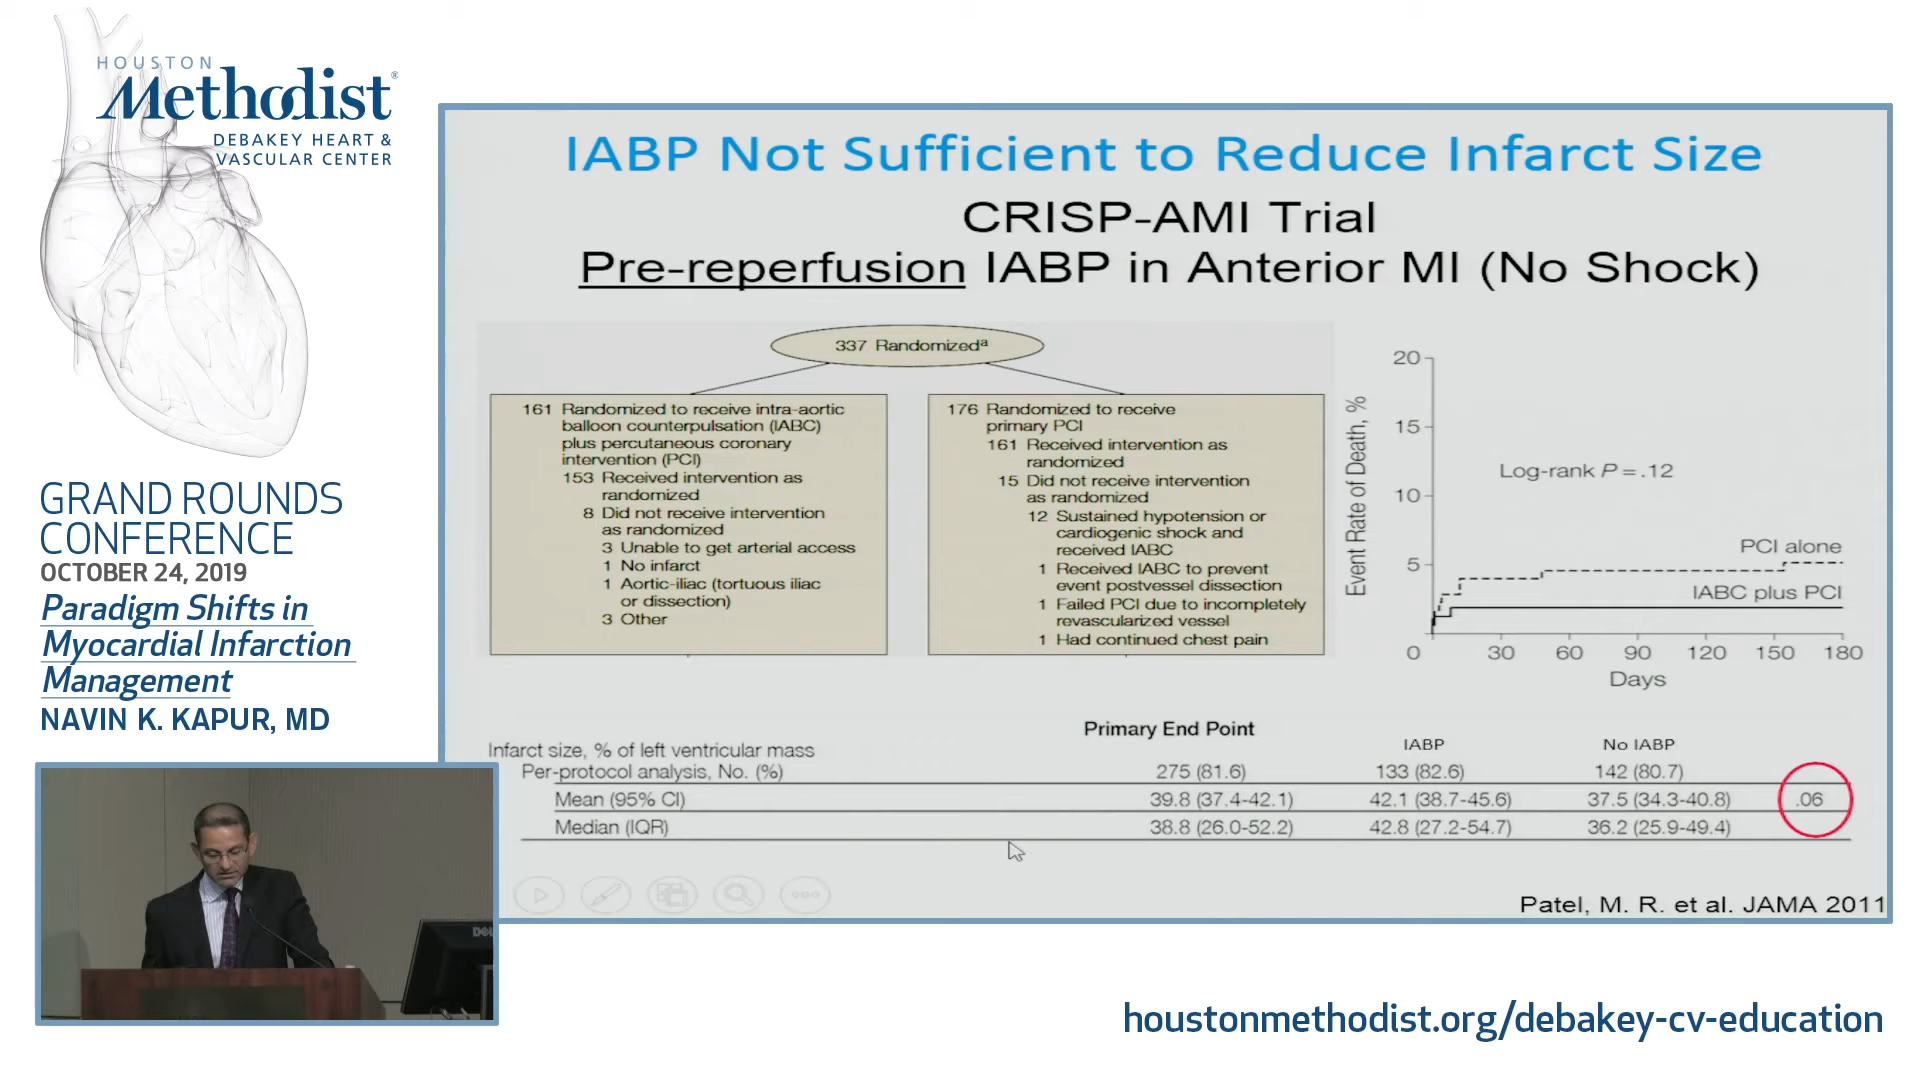 HOUSTON
Methodist®
DEBAKEY HEART &
VASCULAR CENTER
GRAND ROUNDS
CONFERENCE
OCTOBER 24, 2019
Paradigm Shifts in
Myocardial Infarction
Management
NAVIN K. KAPUR, MD
IABP Not Sufficient to Reduce Infarct Size
CRISP-AMI Trial
Pre-reperfusion IABP in Anterior MI (No Shock)
337 Randomizedª
161 Randomized to receive intra-aortic
balloon counterpulsation (IABC)
plus percutaneous coronary
intervention (PCI)
153 Received intervention as
randomized
8 Did not receive intervention
as randomized
3 Unable to get arterial access
1 No infarct
1 Aortic-iliac (tortuous iliac
or dissection)
3 Other
176 Randomized to receive
primary PCI
161 Received intervention as
randomized
15 Did not receive intervention
as randomized
12 Sustained hypotension or
cardiogenic shock and
received IABC
1 Received IABC to prevent
event postvessel dissection
1 Failed PCI due to incompletely
revascularized vessel
1 Had continued chest pain
Event Rate of Death, %
20
15
10
5
Log-rank P = .12
PCI alone
IABC plus PCI
0 30 60 90 120 150 180
Days
Primary End Point
IABP No IABP
Infarct size, % of left ventricular mass
Per-protocol analysis, No. (%) 275 (81.6) 133 (82.6) 142 (80.7)
Mean (95% CI) 39.8 (37.4-42.1) 42.1 (38.7-45.6) 37.5 (34.3-40.8) .06
Median (IQR) 38.8 (26.0-52.2) 42.8 (27.2-54.7) 36.2 (25.9-49.4)
Patel, M. R. et al. JAMA 2011
DELL
houstonmethodist.org/debakey-cv-education